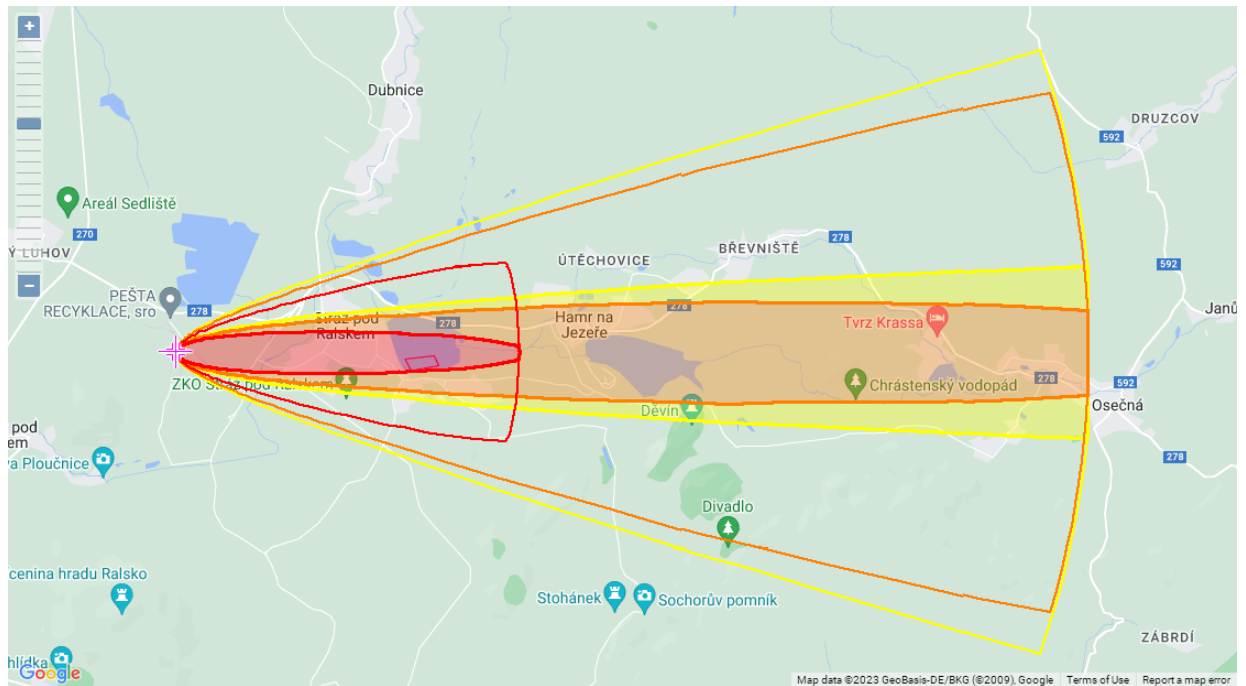 +
Dubnice
DRUZCOV
592
Areál Sedliště
270
Ý LUHOV
BŘEVNIŠTĚ
278
ÚTĚCHOVICE
592
PEŠTA
RECYKLACE, sro
278
Janů
Stráž pod
Ralskem
278
Hamr na
Jezeře
Tvrz Krassa
ZKO Stráž pod Ralskem
Chrástenský vodopád
278
592
Osečná
Děvín
pod
em
va Ploučnice
278
Divadlo
ícenina hradu Ralsko
Stohánek
Sochorův pomník
ZÁBRDÍ
hlídka
Google
Map data ©2023 GeoBasis-DE/BKG (©2009), Google
Terms of Use
Report a map error